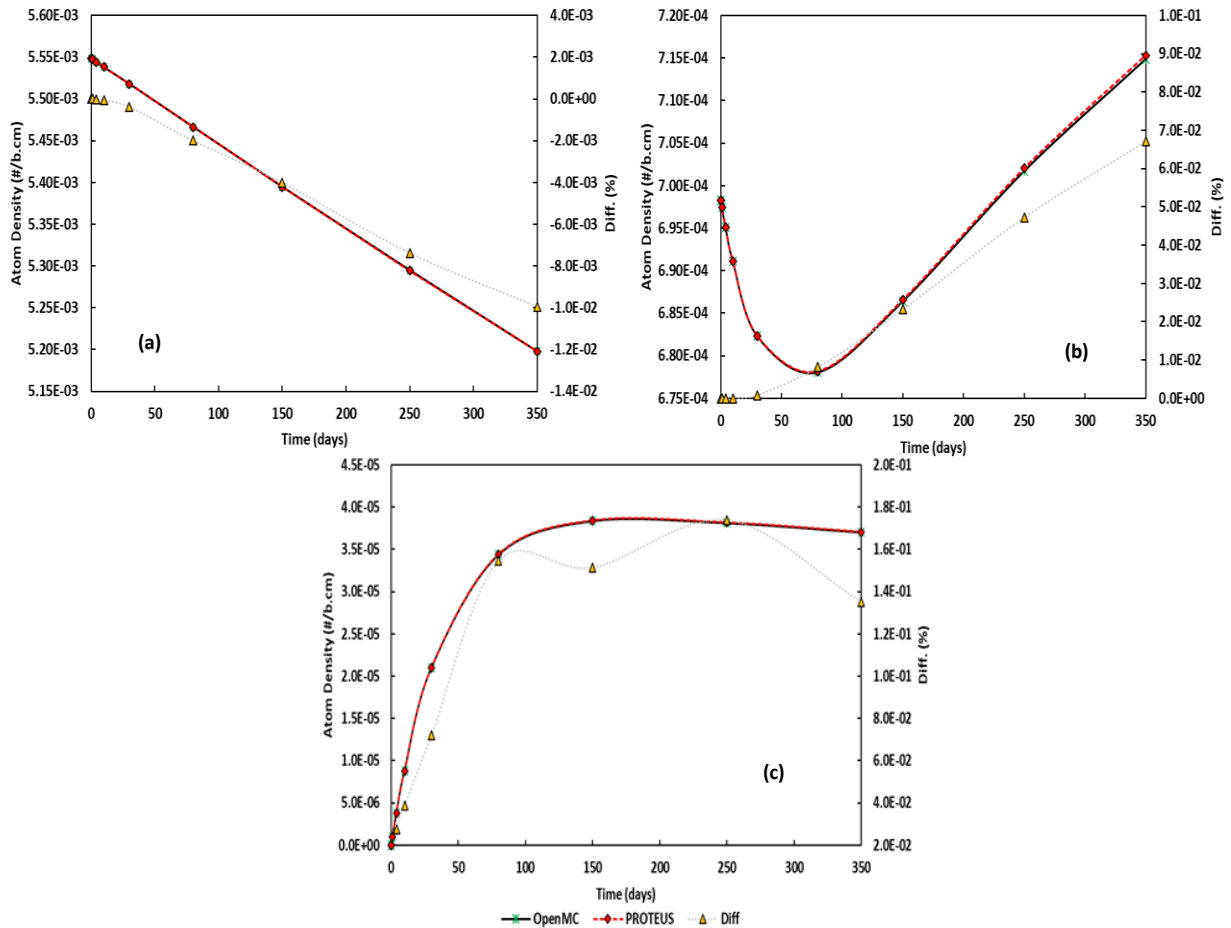 5.60E-03
5.55E-03
5.50E-03
5.45E-03
5.40E-03
5.35E-03
5.30E-03
5.25E-03
5.20E-03
5.15E-03
Atom Density (#/b.cm)
4.0E-03
2.0E-03
0.0E+00
-2.0E-03
-4.0E-03
-6.0E-03
-8.0E-03
-1.0E-02
-1.2E-02
-1.4E-02
Diff. (%)
(a)
0 50 100 150 200 250 300 350
Time (days)
7.20E-04
7.15E-04
7.10E-04
7.05E-04
7.00E-04
6.95E-04
6.90E-04
6.85E-04
6.80E-04
6.75E-04
Atom Density (#/b.cm)
1.0E-01
9.0E-02
8.0E-02
7.0E-02
6.0E-02
5.0E-02
4.0E-02
3.0E-02
2.0E-02
1.0E-02
0.0E+00
Diff. (%)
(b)
0 50 100 150 200 250 300 350
Time (days)
4.5E-05
4.0E-05
3.5E-05
3.0E-05
2.5E-05
2.0E-05
1.5E-05
1.0E-05
5.0E-06
0.0E+00
Atom Density (#/b.cm)
2.0E-01
1.8E-01
1.6E-01
1.4E-01
1.2E-01
1.0E-01
8.0E-02
6.0E-02
4.0E-02
2.0E-02
Diff. (%)
(c)
0 50 100 150 200 250 300 350
Time (days)
OpenMC PROTEUS Diff